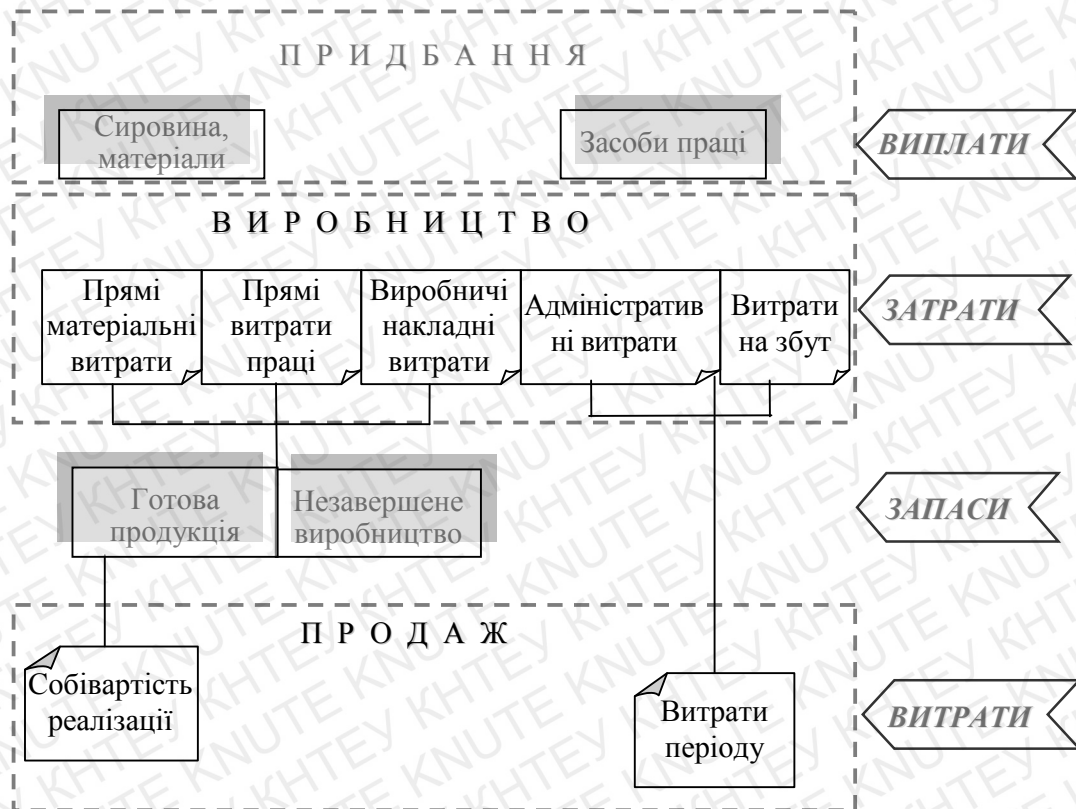 П Р И Д Б А Н Н Я
Сировина,
матеріали
Засоби праці
ВИПЛАТИ
В И Р О Б Н И Ц Т В О
Прямі
матеріальні
витрати
Прямі
витрати
праці
Виробничі
накладні
витрати
Адміністратив
ні витрати
Витрати
на збут
ЗАТРАТИ
Готова
продукція
Незавершене
виробництво
ЗАПАСИ
П Р О Д А Ж
Собівартість
реалізації
Витрати
періоду
ВИТРАТИ